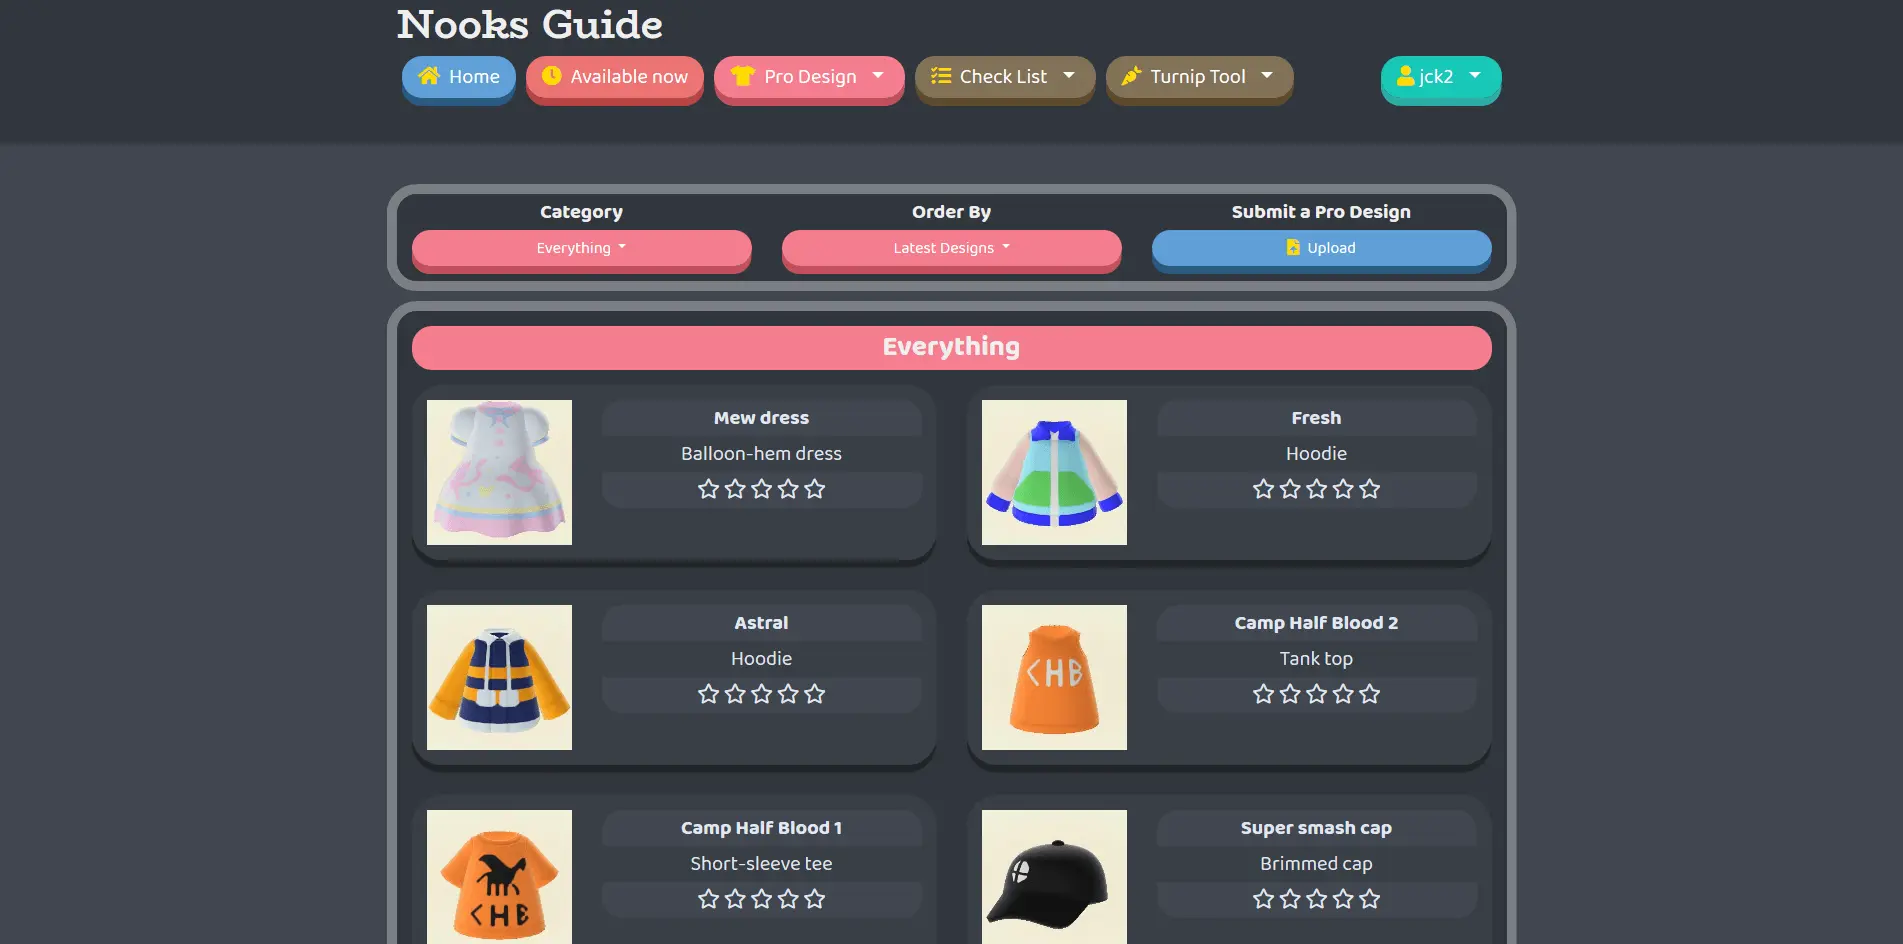 Nooks Guide
Home
Available now
Pro Design
Check List
Turnip Tool
jck2
Category
Order By
Submit a Pro Design
Everything
Latest Designs
Upload
Everything
Mew dress
Balloon-hem dress
Fresh
Hoodie
Astral
Hoodie
CHB
Camp Half Blood 2
Tank top
CHB
Camp Half Blood 1
Short-sleeve tee
Super smash cap
Brimmed cap